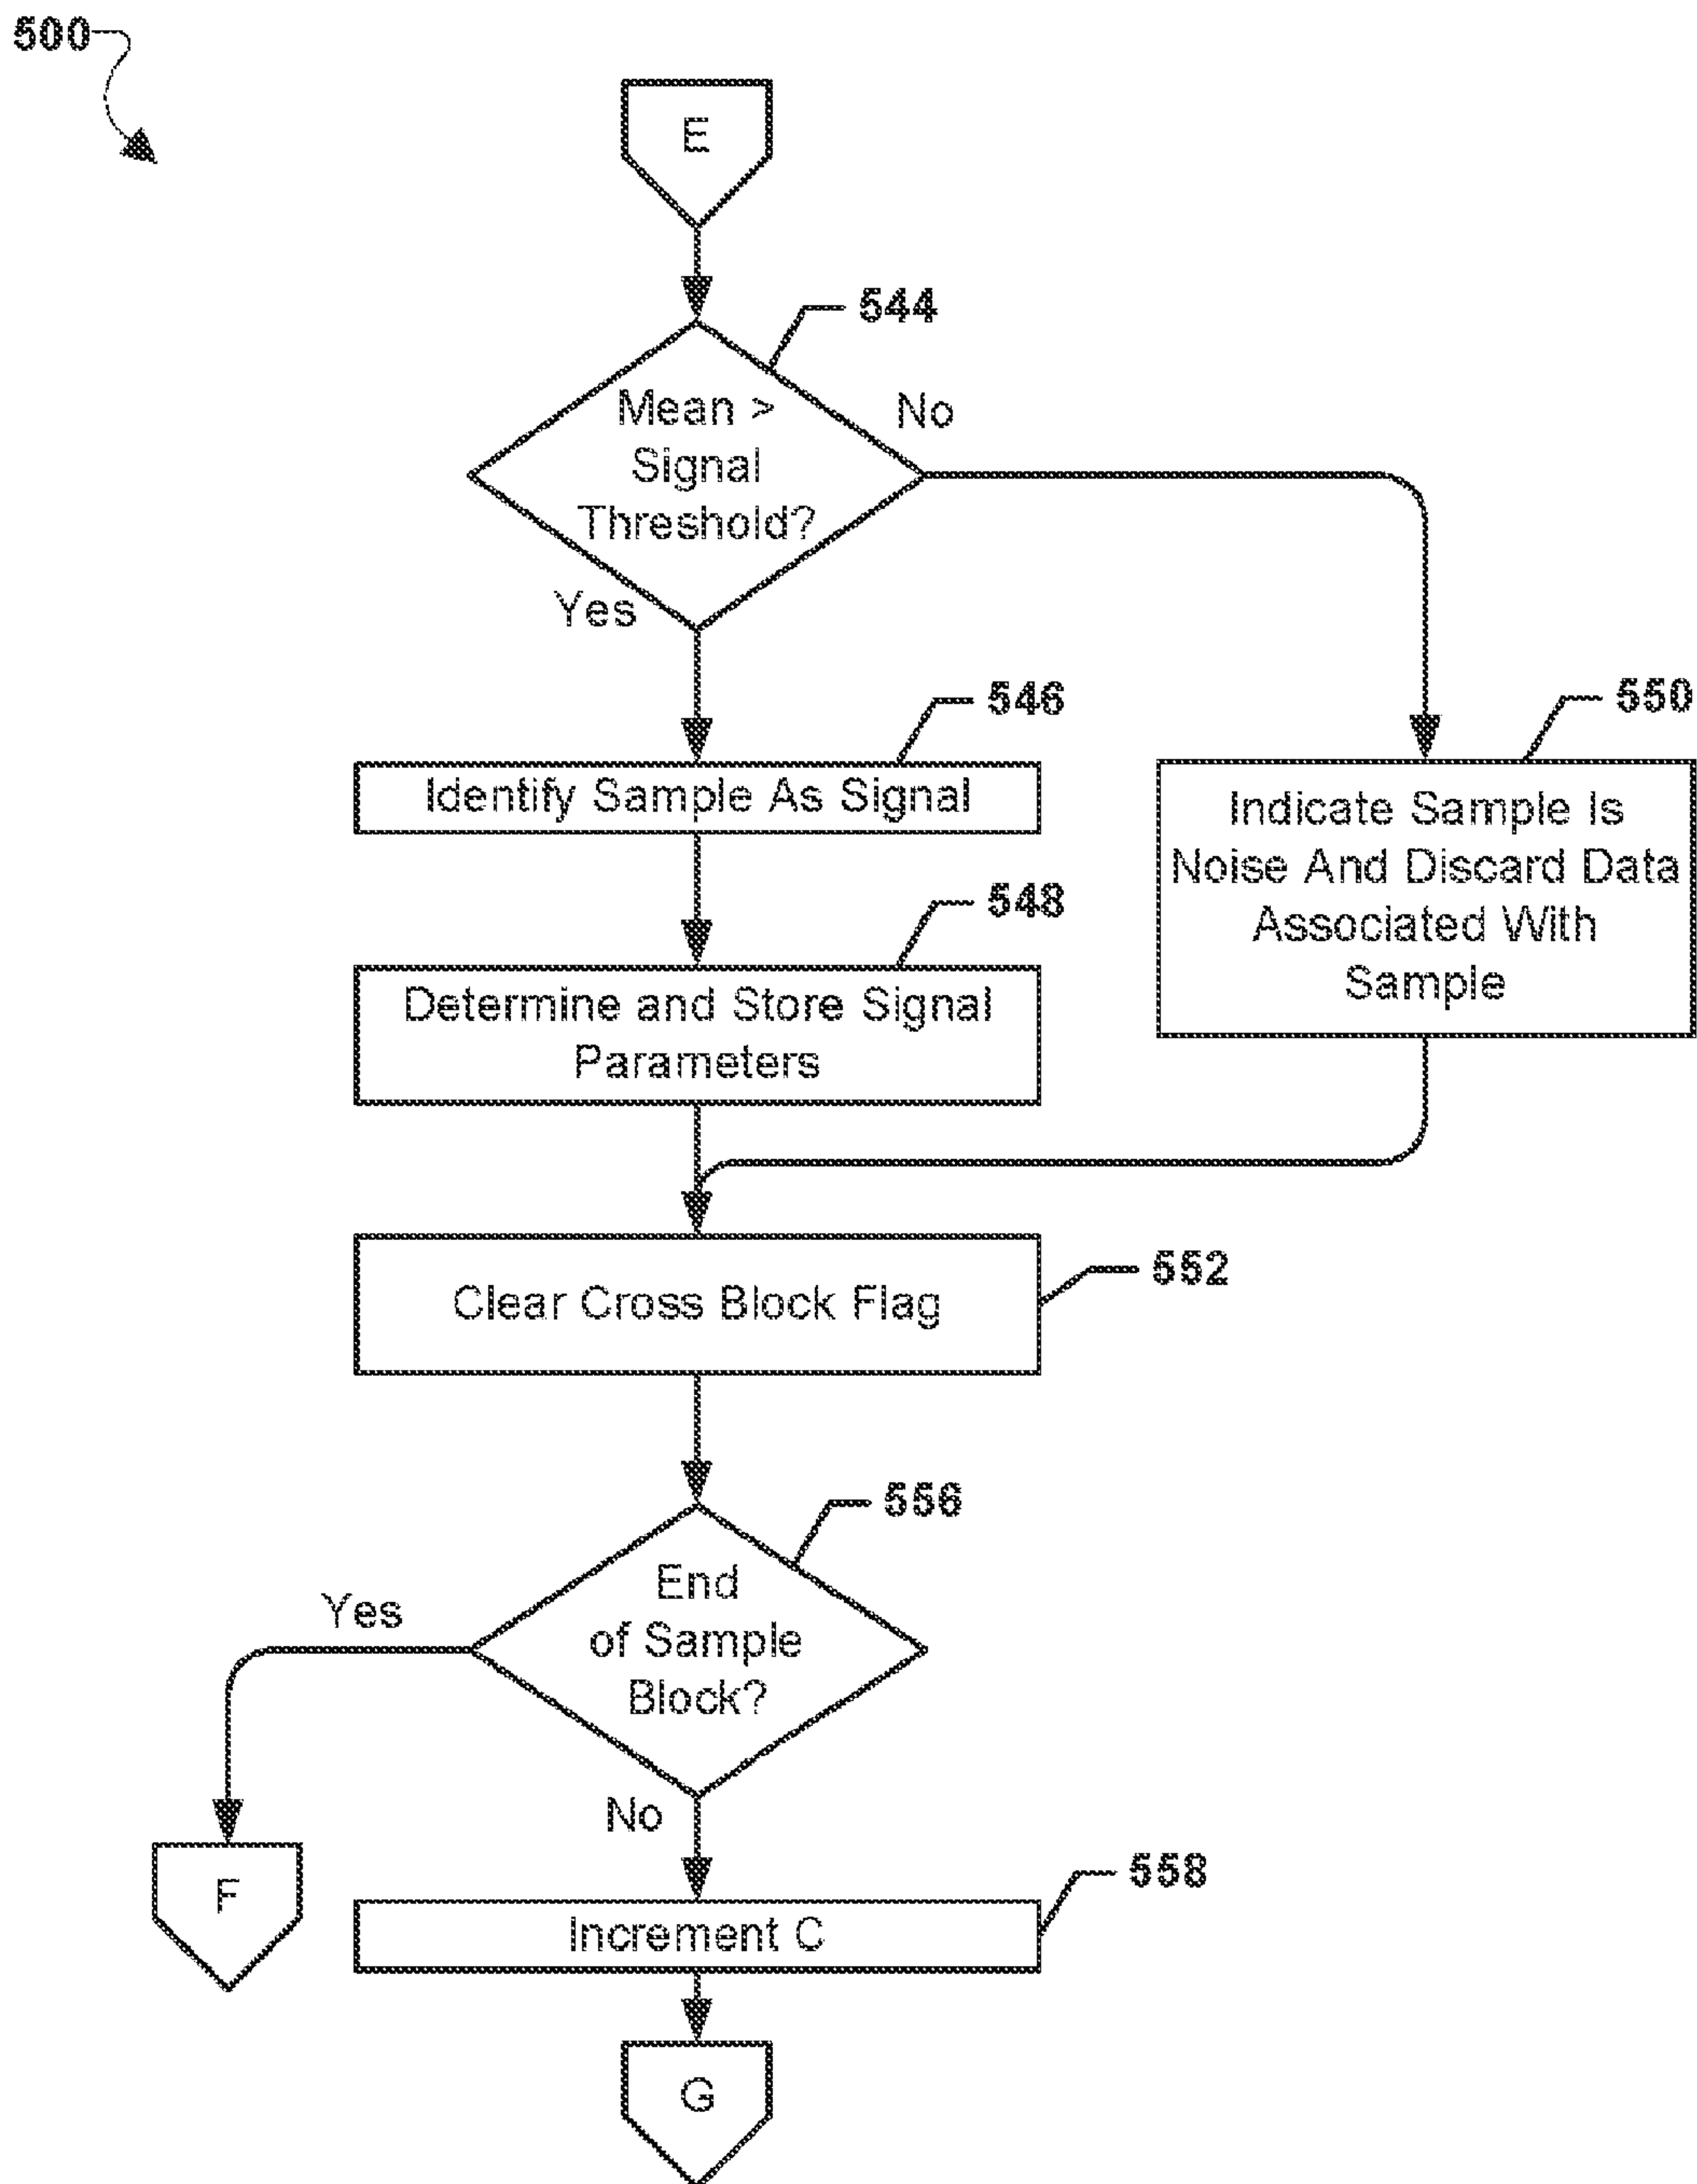 500
E
544
Mean >
Signal
Threshold?
No
Yes
546
Identify Sample As Signal
550
Indicate Sample Is
Noise And Discard Data
Associated With
Sample
548
Determine and Store Signal
Parameters
552
Clear Cross Block Flag
556
End
of Sample
Block?
Yes
No
F
558
Increment C
G